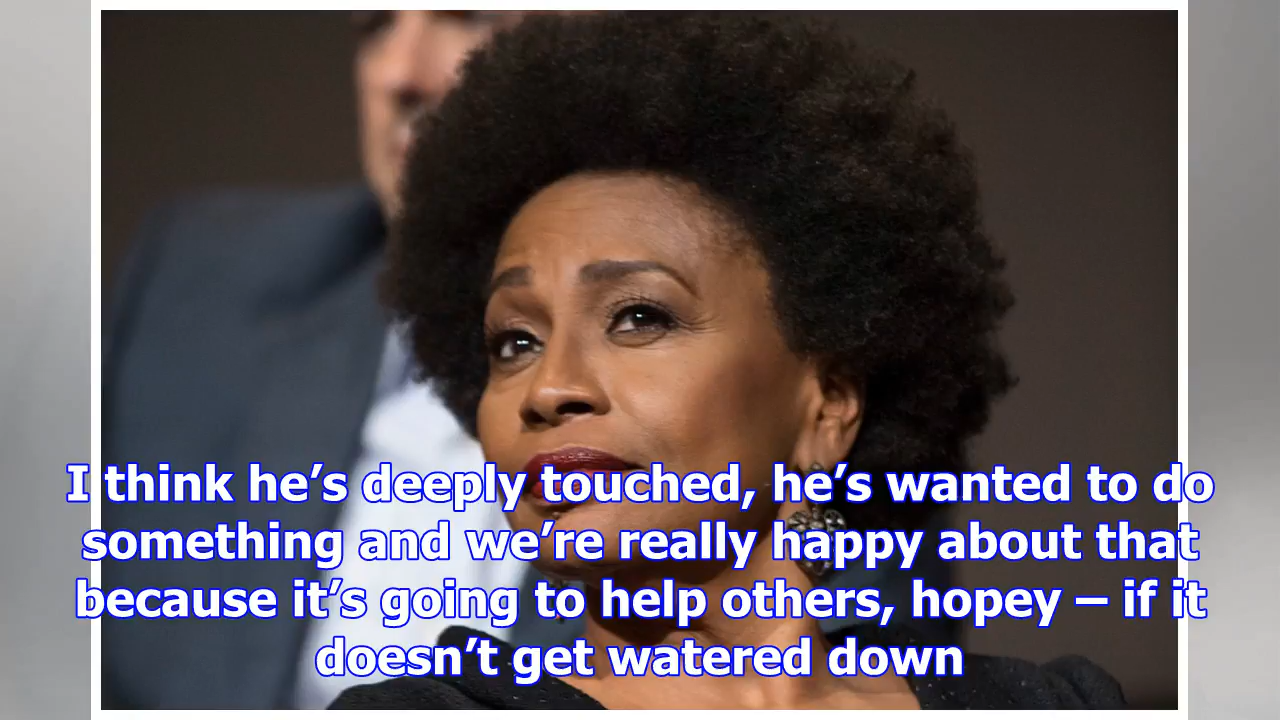 I think he’s deeply touched, he’s wanted to do
something and we’re really happy about that
because it’s going to help others, hopey – if it
doesn’t get watered down